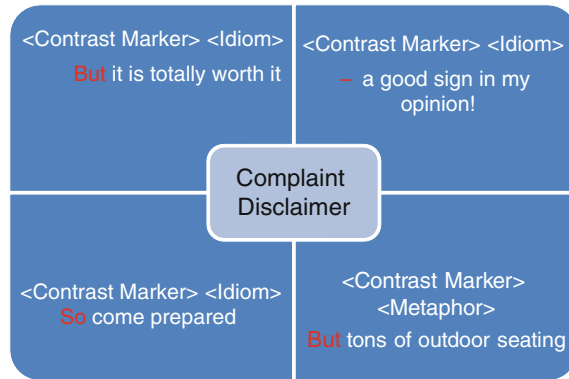 <Contrast Marker> <Idiom>
But it is totally worth it
<Contrast Marker> <Idiom>
– a good sign in my
opinion!
Complaint
Disclaimer
<Contrast Marker> <Idiom>
So come prepared
<Contrast Marker>
<Metaphor>
But tons of outdoor seating